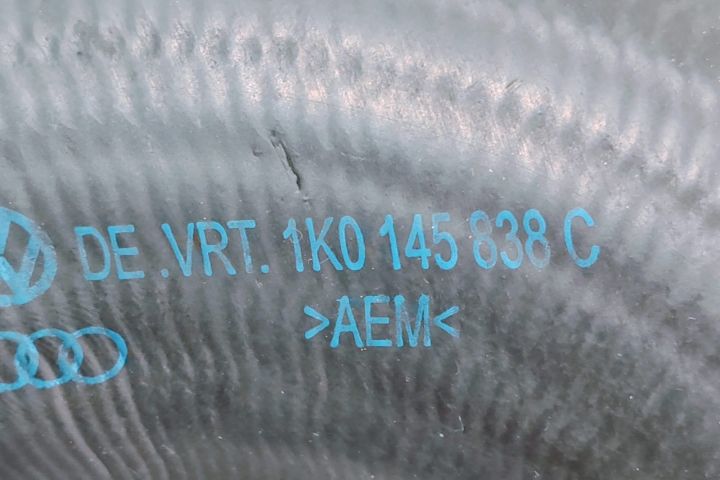 DE .VRT. 1K0 145 838 C
>AEM<